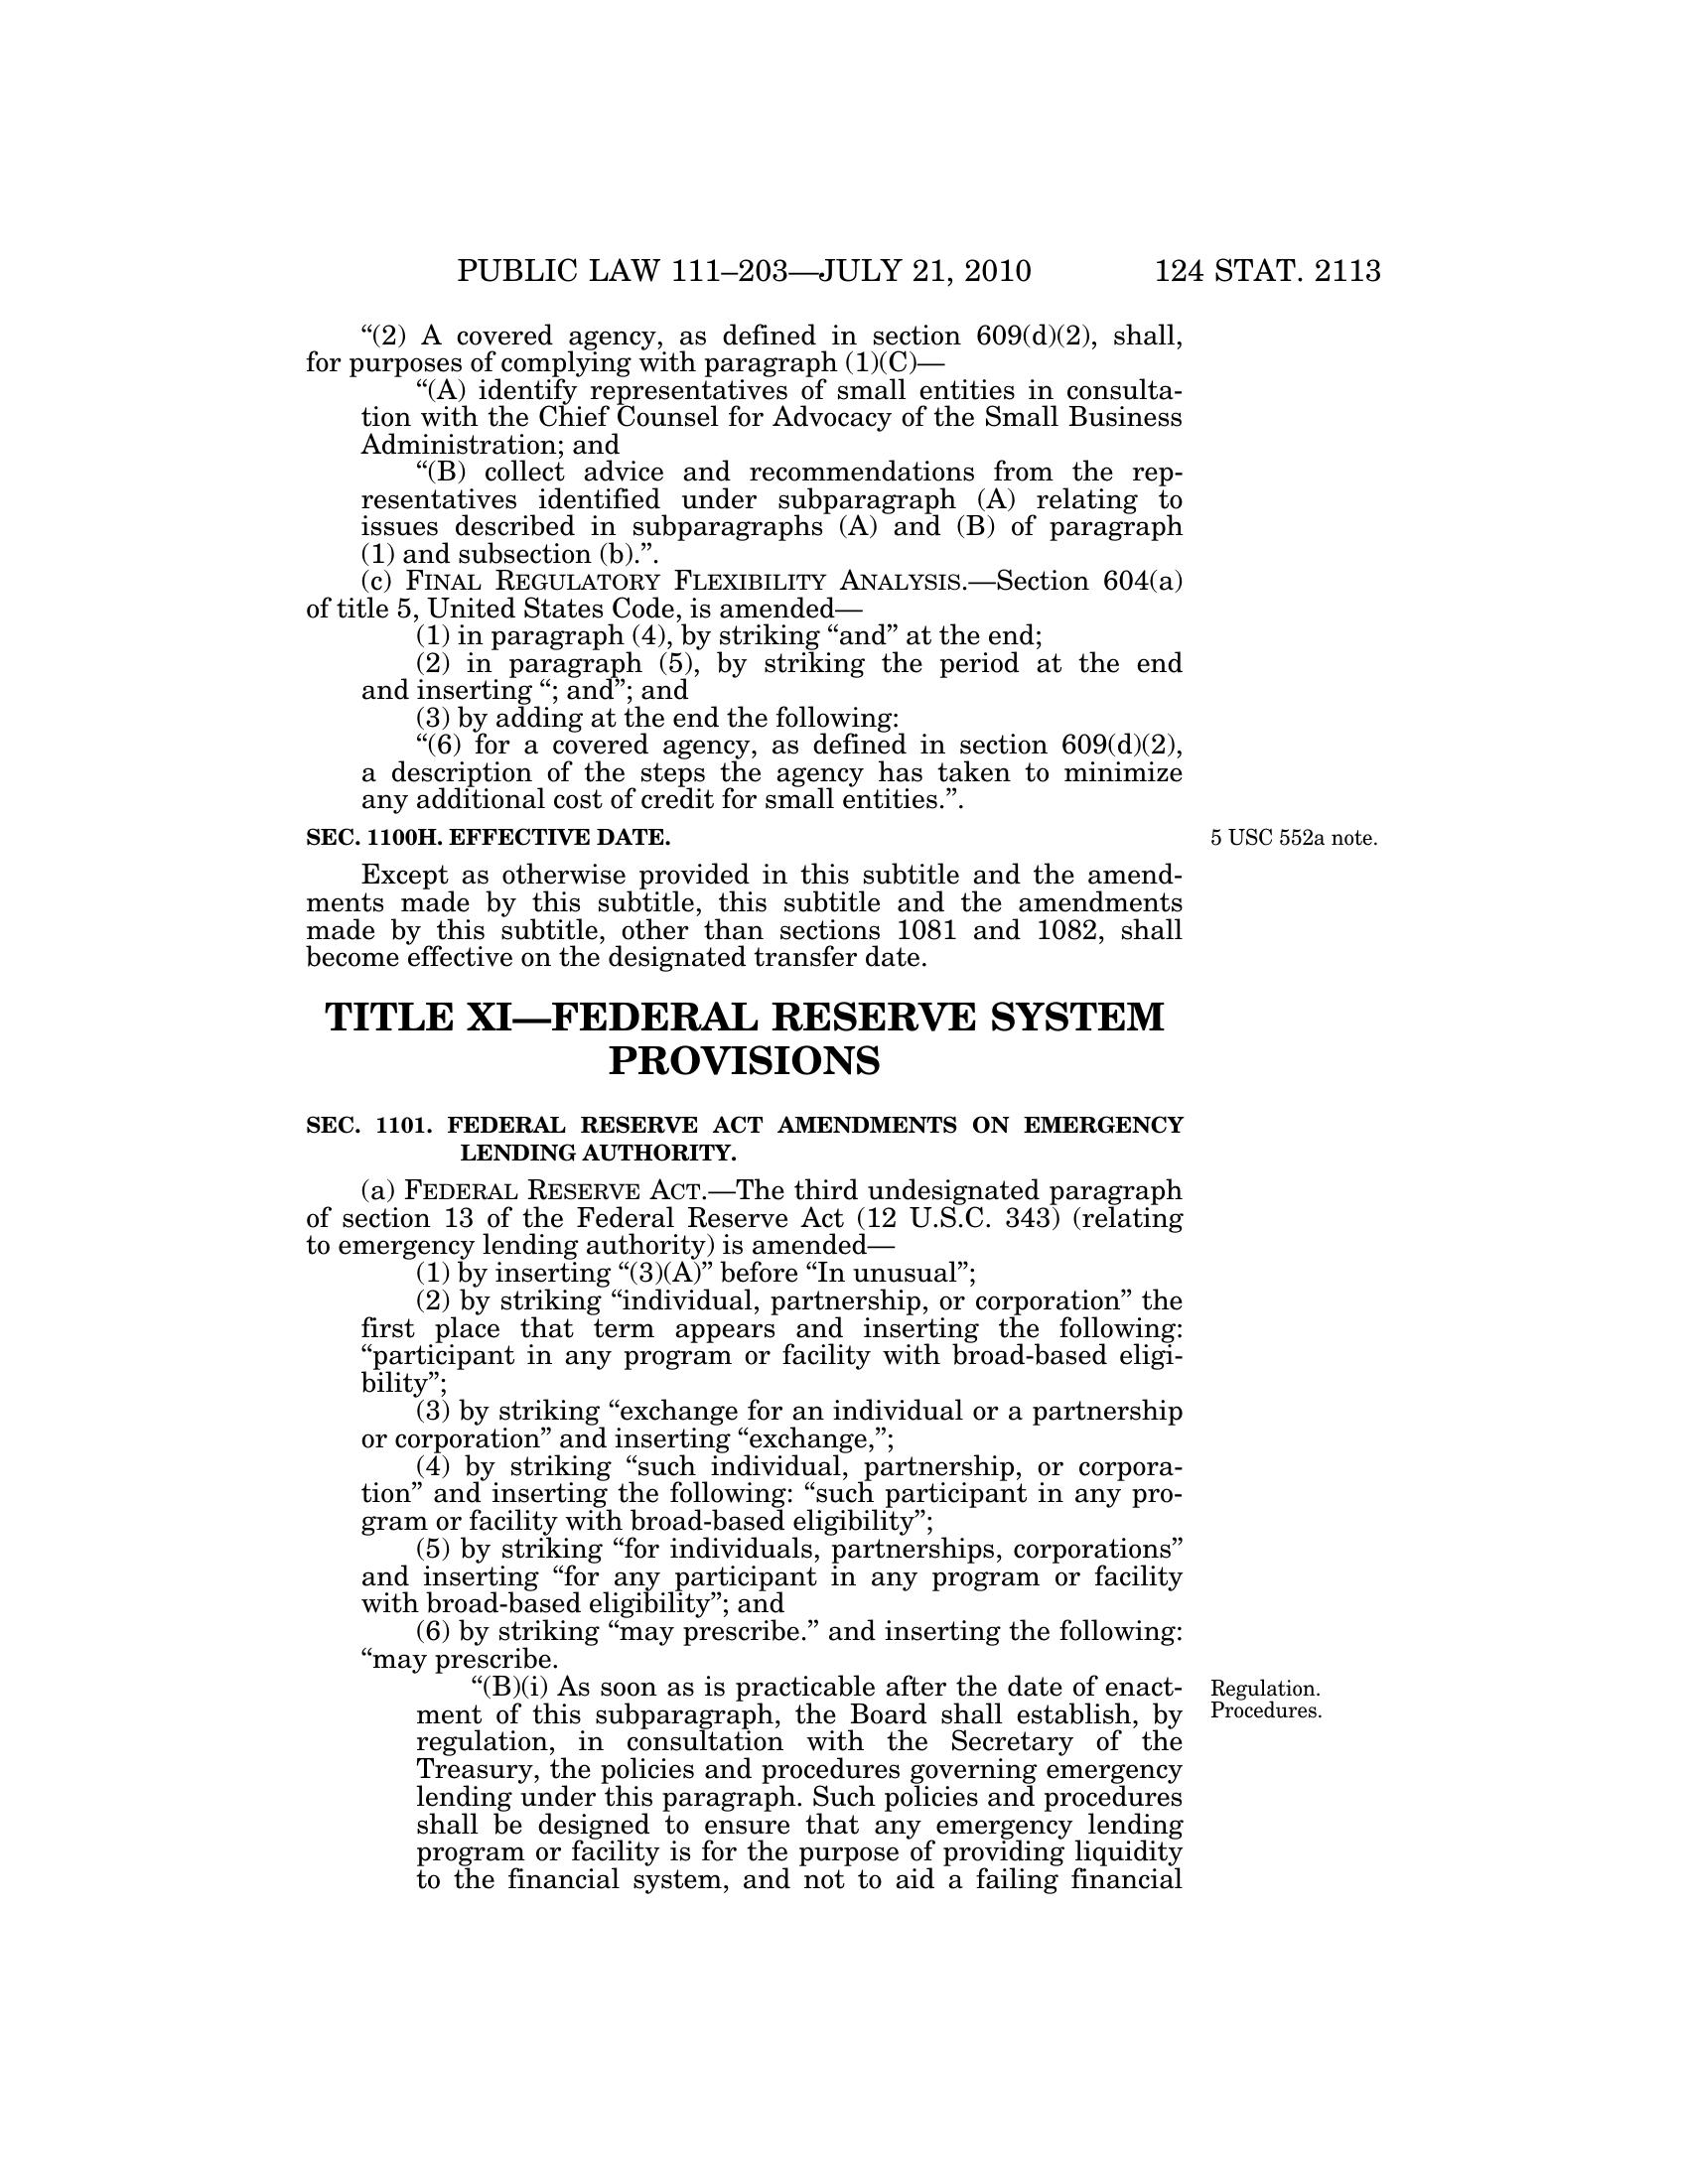 PUBLIC LAW 111–203—JULY 21, 2010 124 STAT. 2113
“(2) A covered agency, as defined in section 609(d)(2), shall,
for purposes of complying with paragraph (1)(C)—
“(A) identify representatives of small entities in consulta-
tion with the Chief Counsel for Advocacy of the Small Business
Administration; and
“(B) collect advice and recommendations from the rep-
resentatives identified under subparagraph (A) relating to
issues described in subparagraphs (A) and (B) of paragraph
(1) and subsection (b).”.
(c) FINAL REGULATORY FLEXIBILITY ANALYSIS.—Section 604(a)
of title 5, United States Code, is amended—
(1) in paragraph (4), by striking “and” at the end;
(2) in paragraph (5), by striking the period at the end
and inserting “; and”; and
(3) by adding at the end the following:
“(6) for a covered agency, as defined in section 609(d)(2),
a description of the steps the agency has taken to minimize
any additional cost of credit for small entities.”.
SEC. 1100H. EFFECTIVE DATE.
5 USC 552a note.
Except as otherwise provided in this subtitle and the amend-
ments made by this subtitle, this subtitle and the amendments
made by this subtitle, other than sections 1081 and 1082, shall
become effective on the designated transfer date.
TITLE XI—FEDERAL RESERVE SYSTEM
PROVISIONS
SEC. 1101. FEDERAL RESERVE ACT AMENDMENTS ON EMERGENCY
LENDING AUTHORITY.
(a) FEDERAL RESERVE ACT.—The third undesignated paragraph
of section 13 of the Federal Reserve Act (12 U.S.C. 343) (relating
to emergency lending authority) is amended—
(1) by inserting “(3)(A)” before “In unusual”;
(2) by striking “individual, partnership, or corporation” the
first place that term appears and inserting the following:
“participant in any program or facility with broad-based eligi-
bility”;
(3) by striking “exchange for an individual or a partnership
or corporation” and inserting “exchange,”;
(4) by striking “such individual, partnership, or corpora-
tion” and inserting the following: “such participant in any pro-
gram or facility with broad-based eligibility”;
(5) by striking “for individuals, partnerships, corporations”
and inserting “for any participant in any program or facility
with broad-based eligibility”; and
(6) by striking “may prescribe.” and inserting the following:
“may prescribe.
“(B)(i) As soon as is practicable after the date of enact-
ment of this subparagraph, the Board shall establish, by
regulation, in consultation with the Secretary of the
Treasury, the policies and procedures governing emergency
lending under this paragraph. Such policies and procedures
shall be designed to ensure that any emergency lending
program or facility is for the purpose of providing liquidity
to the financial system, and not to aid a failing financial
Regulation.
Procedures.